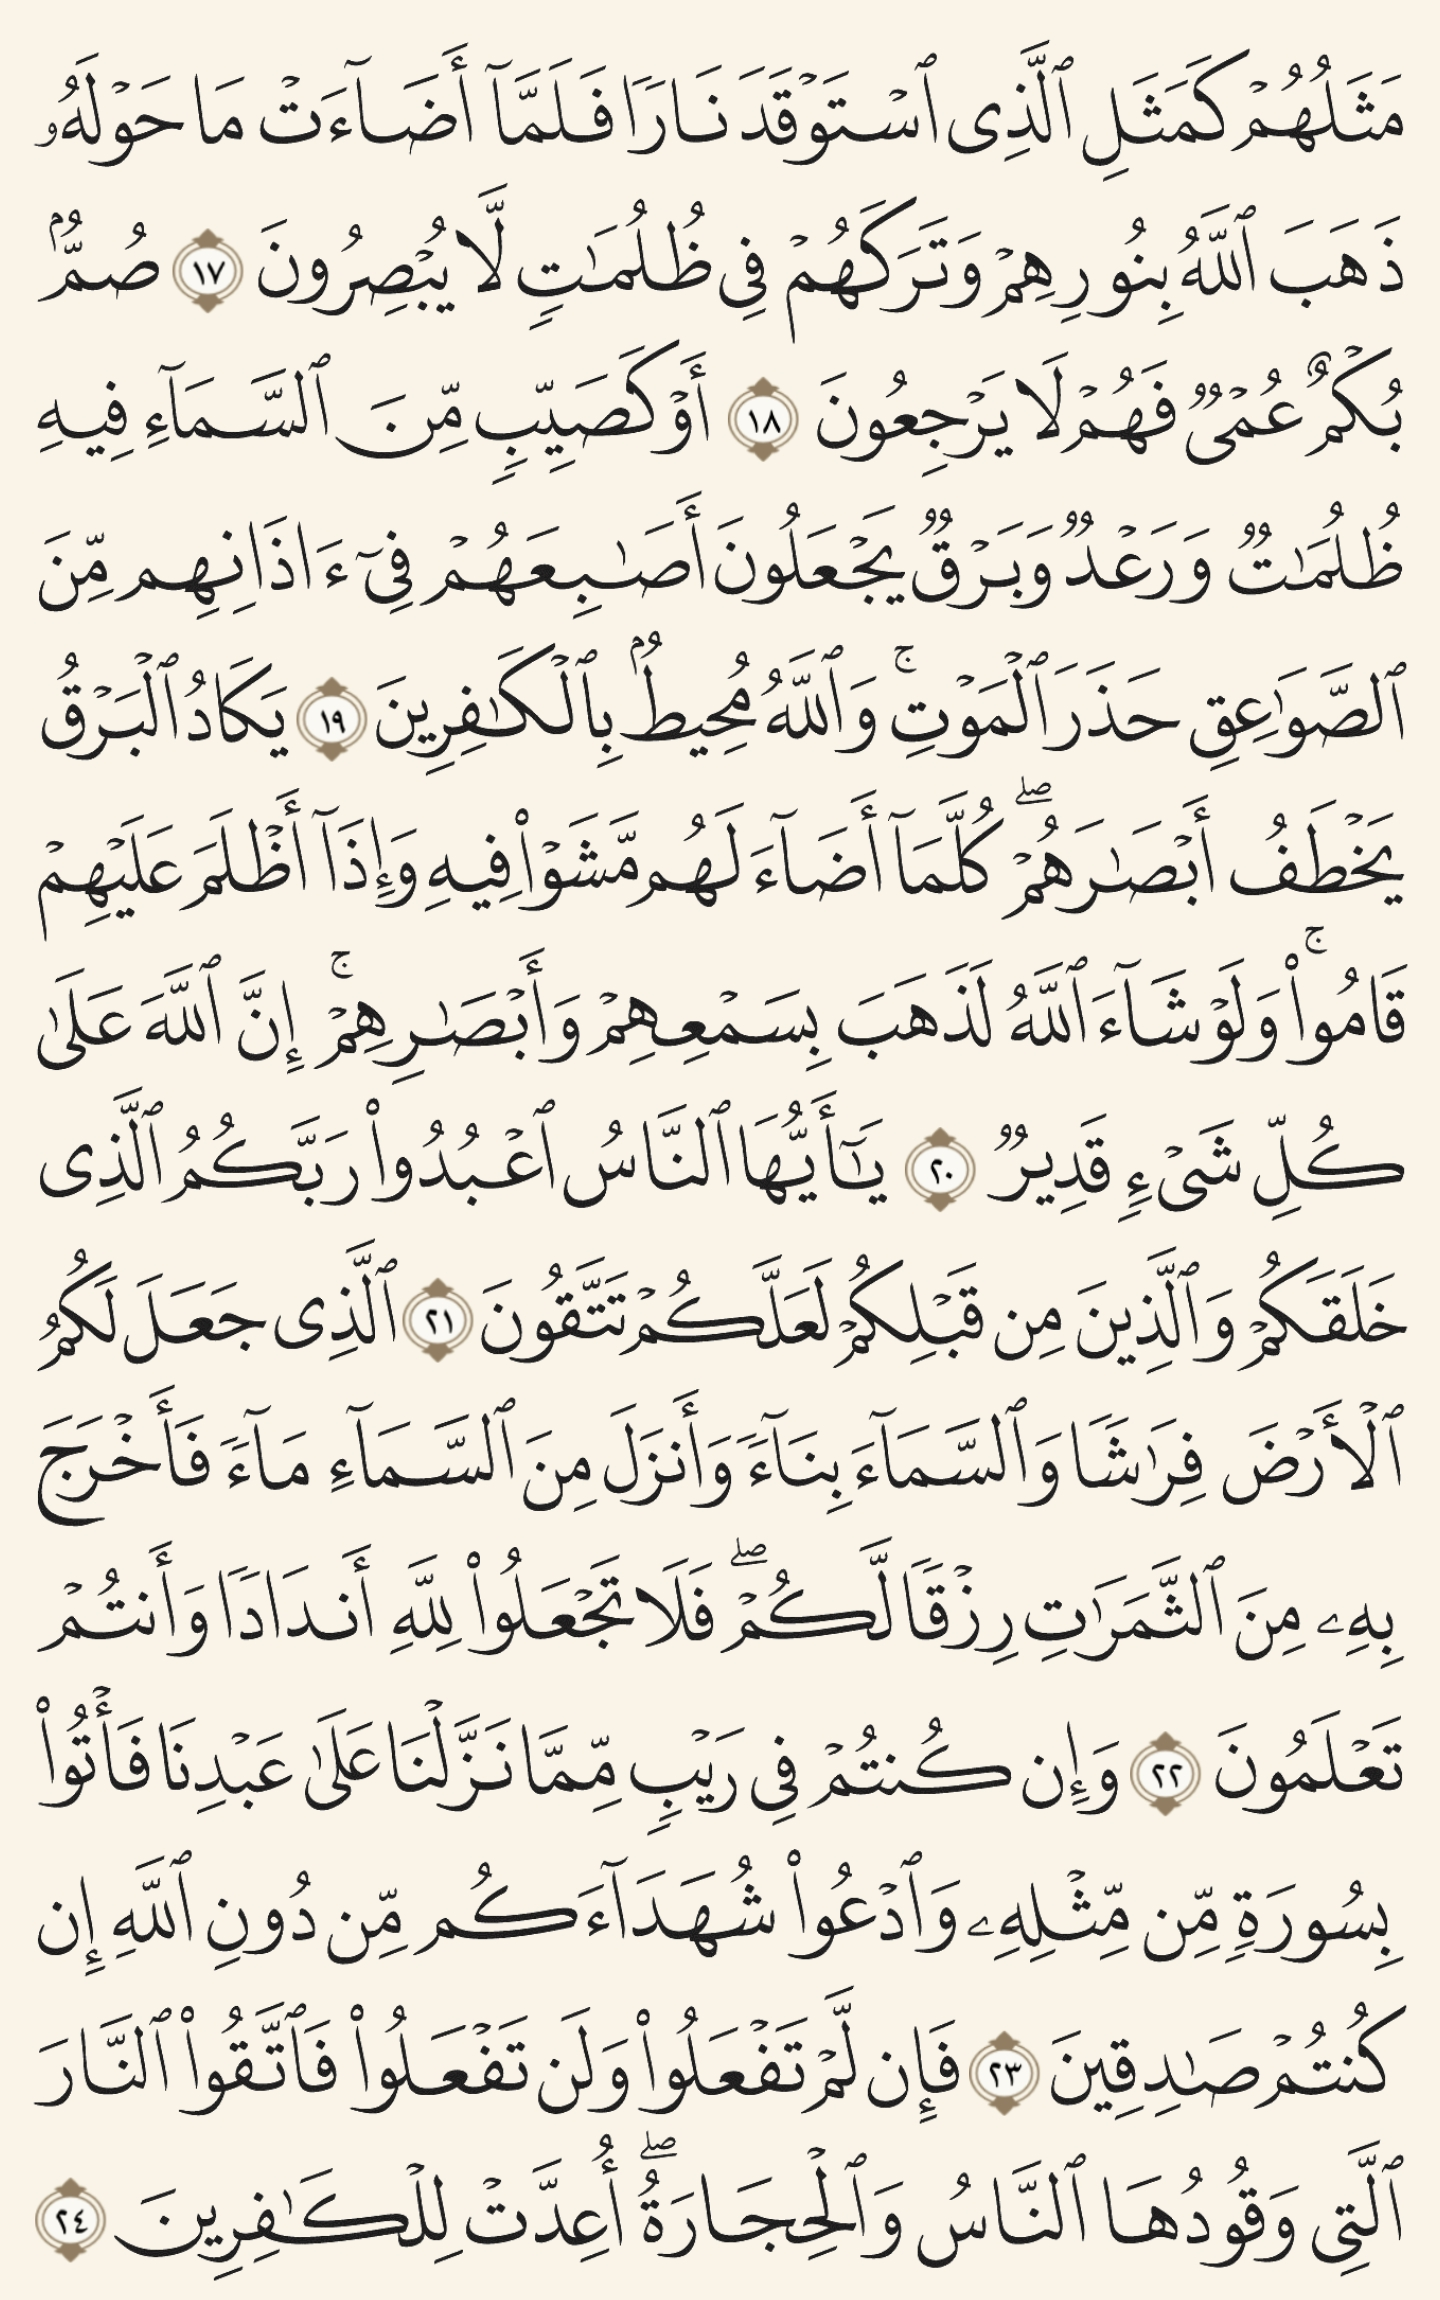 مَثَلُهُمْ كَمَثَلِ ٱلَّذِى ٱسْتَوْقَدَ نَارًا فَلَمَّآ أَضَآءَتْ مَا حَوْلَهُۥ
ذَهَبَ ٱللَّهُ بِنُورِهِمْ وَتَرَكَهُمْ فِى ظُلُمَـٰتٍ لَّا يُبْصِرُونَ ١٧ صُمٌّۢ
بُكْمٌ عُمْىٌ فَهُمْ لَا يَرْجِعُونَ ١٨ أَوْ كَصَيِّبٍ مِّنَ ٱلسَّمَآءِ فِيهِ
ظُلُمَـٰتٌ وَرَعْدٌ وَبَرْقٌ يَجْعَلُونَ أَصَـٰبِعَهُمْ فِىٓ ءَاذَانِهِم مِّنَ
ٱلصَّوَٰعِقِ حَذَرَ ٱلْمَوْتِ ۚ وَٱللَّهُ مُحِيطٌۢ بِٱلْكَـٰفِرِينَ ١٩ يَكَادُ ٱلْبَرْقُ
يَخْطَفُ أَبْصَـٰرَهُمْ ۖ كُلَّمَآ أَضَآءَ لَهُم مَّشَوْا۟ فِيهِ وَإِذَآ أَظْلَمَ عَلَيْهِمْ
قَامُوا۟ ۚ وَلَوْ شَآءَ ٱللَّهُ لَذَهَبَ بِسَمْعِهِمْ وَأَبْصَـٰرِهِمْ ۚ إِنَّ ٱللَّهَ عَلَىٰ
كُلِّ شَىْءٍ قَدِيرٌ ٢٠ يَـٰٓأَيُّهَا ٱلنَّاسُ ٱعْبُدُوا۟ رَبَّكُمُ ٱلَّذِى
خَلَقَكُمْ وَٱلَّذِينَ مِن قَبْلِكُمْ لَعَلَّكُمْ تَتَّقُونَ ٢١ ٱلَّذِى جَعَلَ لَكُمُ
ٱلْأَرْضَ فِرَٰشًا وَٱلسَّمَآءَ بِنَآءً وَأَنزَلَ مِنَ ٱلسَّمَآءِ مَآءً فَأَخْرَجَ
بِهِۦ مِنَ ٱلثَّمَرَٰتِ رِزْقًا لَّكُمْ ۖ فَلَا تَجْعَلُوا۟ لِلَّهِ أَندَادًا وَأَنتُمْ
تَعْلَمُونَ ٢٢ وَإِن كُنتُمْ فِى رَيْبٍ مِّمَّا نَزَّلْنَا عَلَىٰ عَبْدِنَا فَأْتُوا۟
بِسُورَةٍ مِّن مِّثْلِهِۦ وَٱدْعُوا۟ شُهَدَآءَكُم مِّن دُونِ ٱللَّهِ إِن
كُنتُمْ صَـٰدِقِينَ ٢٣ فَإِن لَّمْ تَفْعَلُوا۟ وَلَن تَفْعَلُوا۟ فَٱتَّقُوا۟ ٱلنَّارَ
ٱلَّتِى وَقُودُهَا ٱلنَّاسُ وَٱلْحِجَارَةُ ۖ أُعِدَّتْ لِلْكَـٰفِرِينَ ٢٤